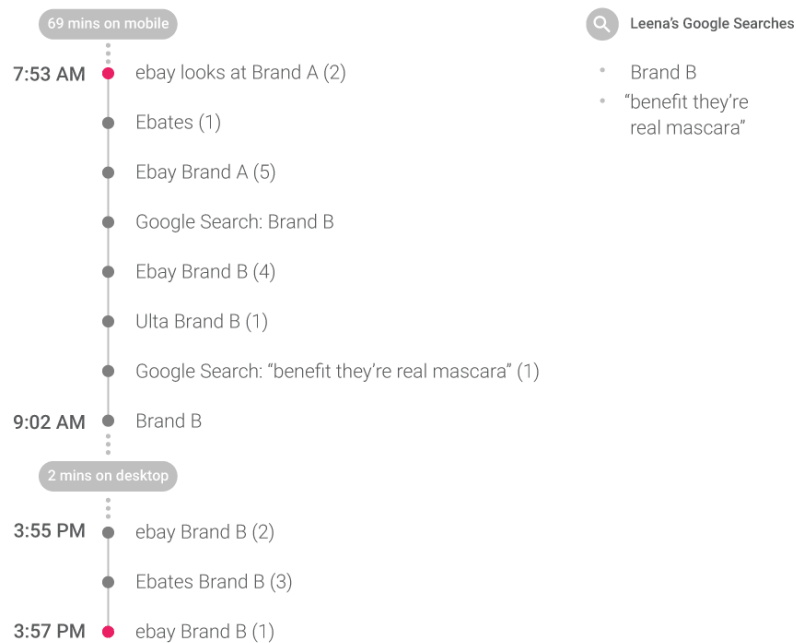 69 mins on mobile
7:53 AM ebay looks at Brand A (2)
Ebates (1)
Ebay Brand A (5)
Google Search: Brand B
Ebay Brand B (4)
Ulta Brand B (1)
Google Search: “benefit they’re real mascara” (1)
9:02 AM Brand B
2 mins on desktop
3:55 PM ebay Brand B (2)
Ebates Brand B (3)
3:57 PM ebay Brand B (1)
Leena’s Google Searches
Brand B
“benefit they’re
real mascara”